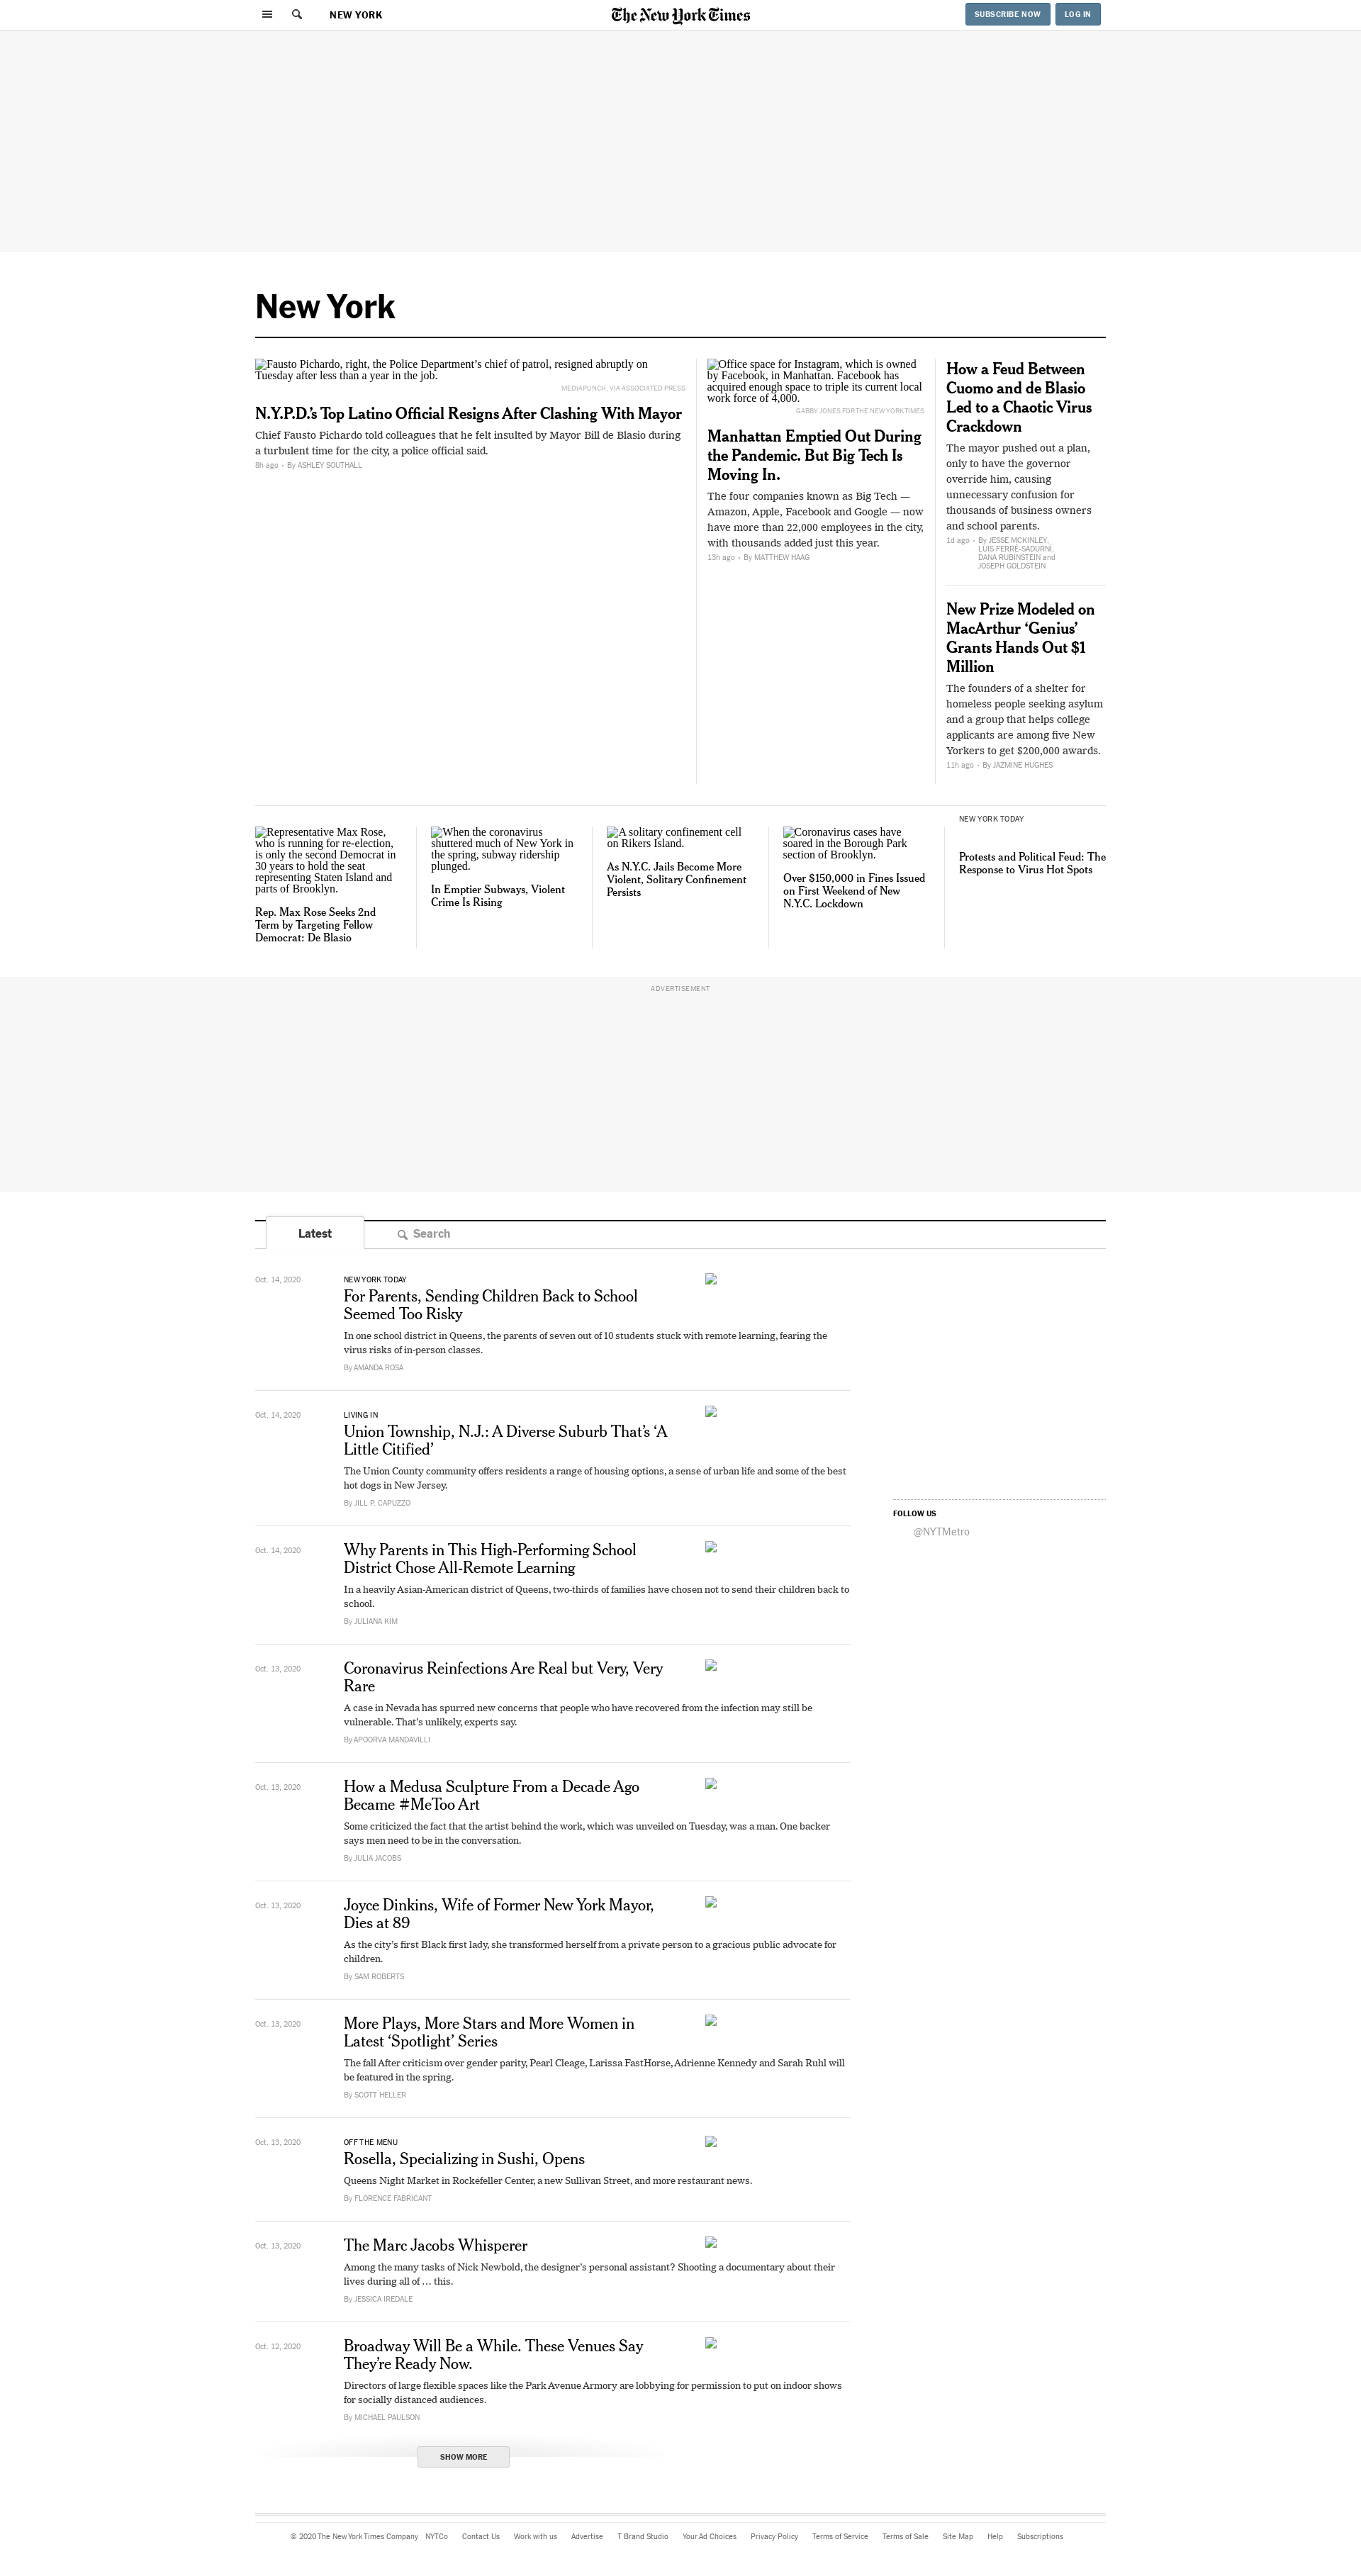 NEW YORK
The New York Times
SUBSCRIBE NOW
LOG IN
New York
Fausto Pichardo, right, the Police Department’s chief of patrol, resigned abruptly on
Tuesday after less than a year in the job.
MEDIAPUNCH, VIA ASSOCIATED PRESS
N.Y.P.D.’s Top Latino Official Resigns After Clashing With Mayor
Chief Fausto Pichardo told colleagues that he felt insulted by Mayor Bill de Blasio during
a turbulent time for the city, a police official said.
8h ago • By ASHLEY SOUTHALL
Office space for Instagram, which is owned
by Facebook, in Manhattan. Facebook has
acquired enough space to triple its current local
work force of 4,000.
GABBY JONES FOR THE NEW YORK TIMES
Manhattan Emptied Out During
the Pandemic. But Big Tech Is
Moving In.
The four companies known as Big Tech —
Amazon, Apple, Facebook and Google — now
have more than 22,000 employees in the city,
with thousands added just this year.
13h ago • By MATTHEW HAAG
How a Feud Between
Cuomo and de Blasio
Led to a Chaotic Virus
Crackdown
The mayor pushed out a plan,
only to have the governor
override him, causing
unnecessary confusion for
thousands of business owners
and school parents.
1d ago • By JESSE MCKINLEY,
LUIS FERRÉ-SADURNÍ,
DANA RUBINSTEIN and
JOSEPH GOLDSTEIN
New Prize Modeled on
MacArthur ‘Genius’
Grants Hands Out $1
Million
The founders of a shelter for
homeless people seeking asylum
and a group that helps college
applicants are among five New
Yorkers to get $200,000 awards.
11h ago • By JAZMINE HUGHES
Representative Max Rose,
who is running for re-election,
is only the second Democrat in
30 years to hold the seat
representing Staten Island and
parts of Brooklyn.
Rep. Max Rose Seeks 2nd
Term by Targeting Fellow
Democrat: De Blasio
When the coronavirus
shuttered much of New York in
the spring, subway ridership
plunged.
In Emptier Subways, Violent
Crime Is Rising
A solitary confinement cell
on Rikers Island.
As N.Y.C. Jails Become More
Violent, Solitary Confinement
Persists
Coronavirus cases have
soared in the Borough Park
section of Brooklyn.
Over $150,000 in Fines Issued
on First Weekend of New
N.Y.C. Lockdown
NEW YORK TODAY
Protests and Political Feud: The
Response to Virus Hot Spots
ADVERTISEMENT
Latest
Search
Oct. 14, 2020
NEW YORK TODAY
For Parents, Sending Children Back to School
Seemed Too Risky
In one school district in Queens, the parents of seven out of 10 students stuck with remote learning, fearing the
virus risks of in-person classes.
By AMANDA ROSA
Oct. 14, 2020
LIVING IN
Union Township, N.J.: A Diverse Suburb That’s ‘A
Little Citified’
The Union County community offers residents a range of housing options, a sense of urban life and some of the best
hot dogs in New Jersey.
By JILL P. CAPUZZO
FOLLOW US
@NYTMetro
Oct. 14, 2020
Why Parents in This High-Performing School
District Chose All-Remote Learning
In a heavily Asian-American district of Queens, two-thirds of families have chosen not to send their children back to
school.
By JULIANA KIM
Oct. 13, 2020
Coronavirus Reinfections Are Real but Very, Very
Rare
A case in Nevada has spurred new concerns that people who have recovered from the infection may still be
vulnerable. That’s unlikely, experts say.
By APOORVA MANDAVILLI
Oct. 13, 2020
How a Medusa Sculpture From a Decade Ago
Became #MeToo Art
Some criticized the fact that the artist behind the work, which was unveiled on Tuesday, was a man. One backer
says men need to be in the conversation.
By JULIA JACOBS
Oct. 13, 2020
Joyce Dinkins, Wife of Former New York Mayor,
Dies at 89
As the city’s first Black first lady, she transformed herself from a private person to a gracious public advocate for
children.
By SAM ROBERTS
Oct. 13, 2020
More Plays, More Stars and More Women in
Latest ‘Spotlight’ Series
The fall After criticism over gender parity, Pearl Cleage, Larissa FastHorse, Adrienne Kennedy and Sarah Ruhl will
be featured in the spring.
By SCOTT HELLER
Oct. 13, 2020
OFF THE MENU
Rosella, Specializing in Sushi, Opens
Queens Night Market in Rockefeller Center, a new Sullivan Street, and more restaurant news.
By FLORENCE FABRICANT
Oct. 13, 2020
The Marc Jacobs Whisperer
Among the many tasks of Nick Newbold, the designer’s personal assistant? Shooting a documentary about their
lives during all of … this.
By JESSICA IREDALE
Oct. 12, 2020
Broadway Will Be a While. These Venues Say
They’re Ready Now.
Directors of large flexible spaces like the Park Avenue Armory are lobbying for permission to put on indoor shows
for socially distanced audiences.
By MICHAEL PAULSON
SHOW MORE
© 2020 The New York Times Company NYTCo Contact Us Work with us Advertise T Brand Studio Your Ad Choices Privacy Policy Terms of Service Terms of Sale Site Map Help Subscriptions